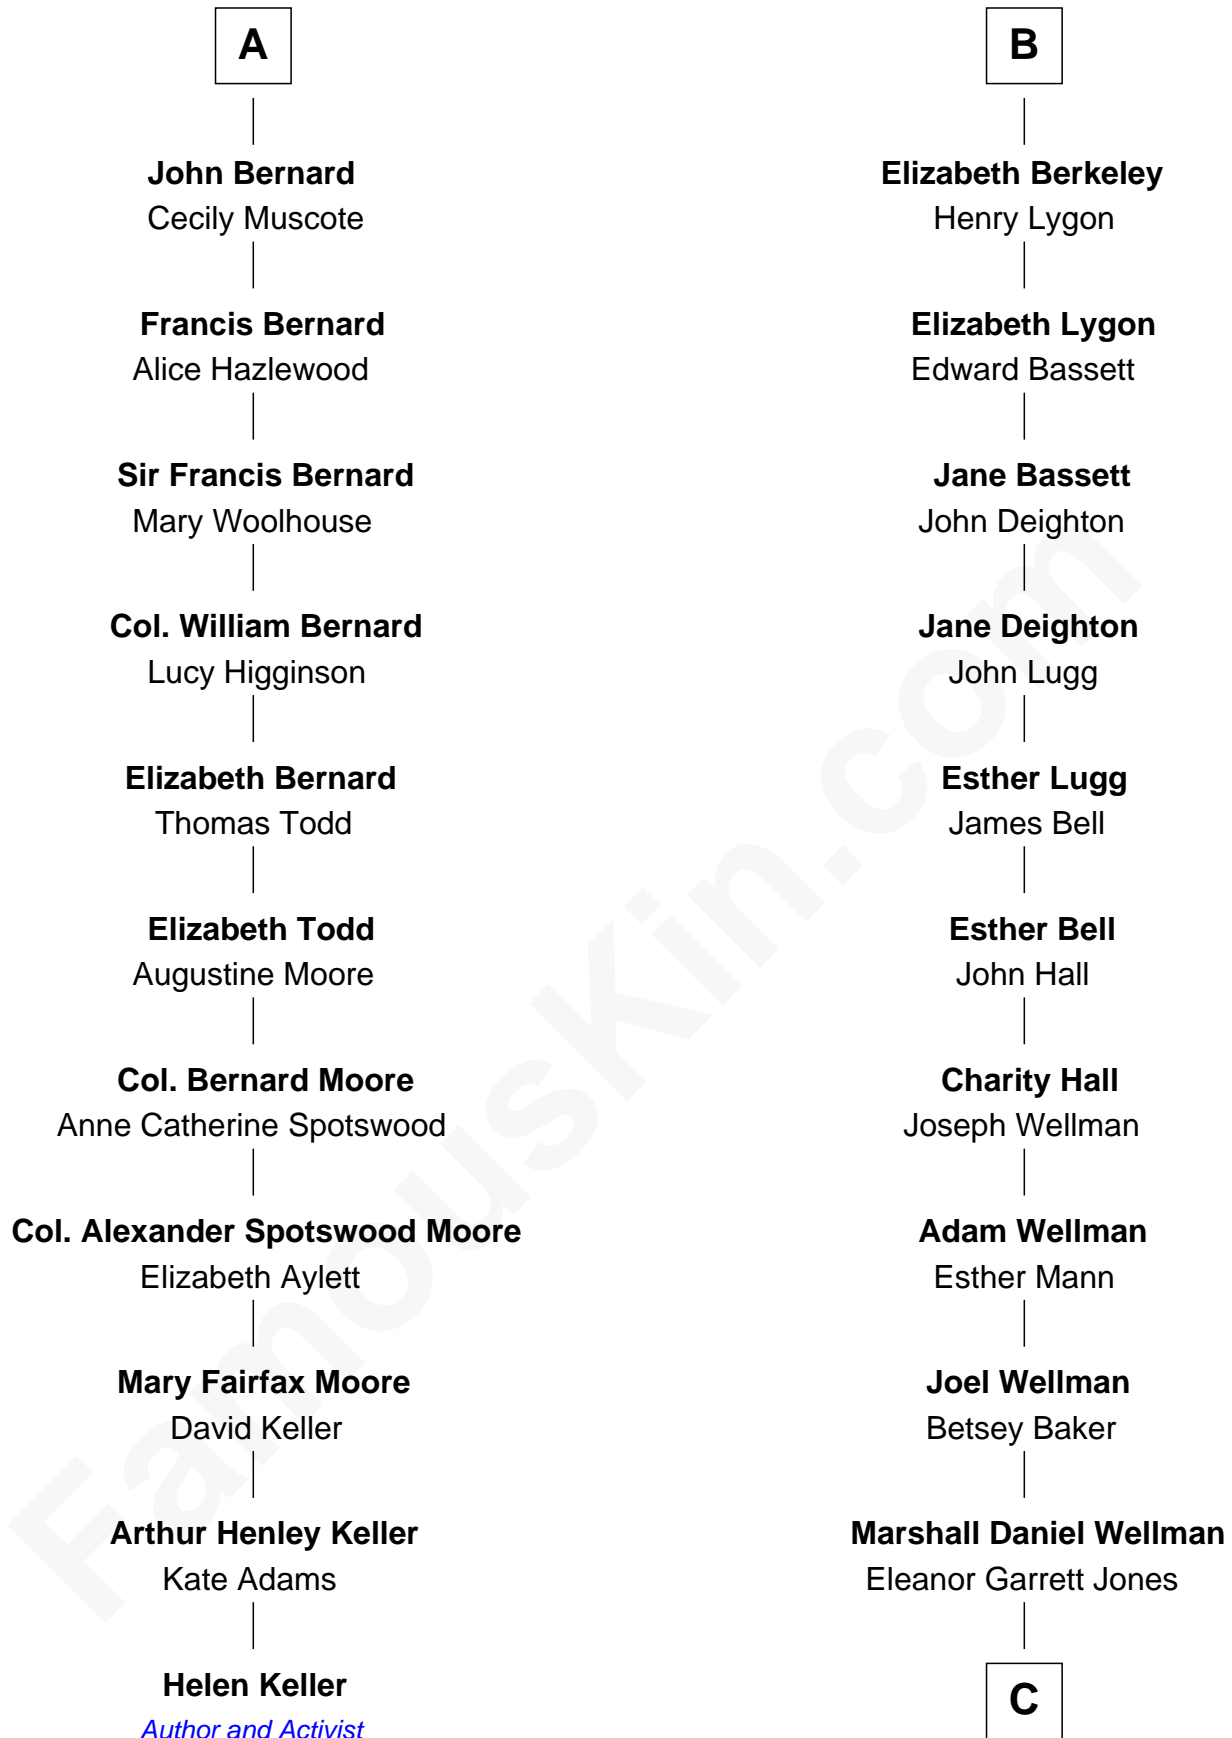 A
John Bernard
Cecily Muscote
Francis Bernard
Alice Hazlewood
Sir Francis Bernard
Mary Woolhouse
Col. William Bernard
Lucy Higginson
Elizabeth Bernard
Thomas Todd
Elizabeth Todd
Augustine Moore
Col. Bernard Moore
Anne Catherine Spotswood
Col. Alexander Spotswood Moore
Elizabeth Aylett
Mary Fairfax Moore
David Keller
Arthur Henley Keller
Kate Adams
Helen Keller
Author and Activist
B
Elizabeth Berkeley
Henry Lygon
Elizabeth Lygon
Edward Bassett
Jane Bassett
John Deighton
Jane Deighton
John Lugg
Esther Lugg
James Bell
Esther Bell
John Hall
Charity Hall
Joseph Wellman
Adam Wellman
Esther Mann
Joel Wellman
Betsey Baker
Marshall Daniel Wellman
Eleanor Garrett Jones
C
FamousKin.com